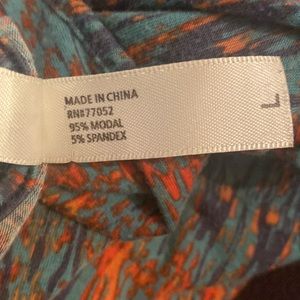 MADE IN CHINA
RN#77052
95% MODAL
5% SPANDEX
L